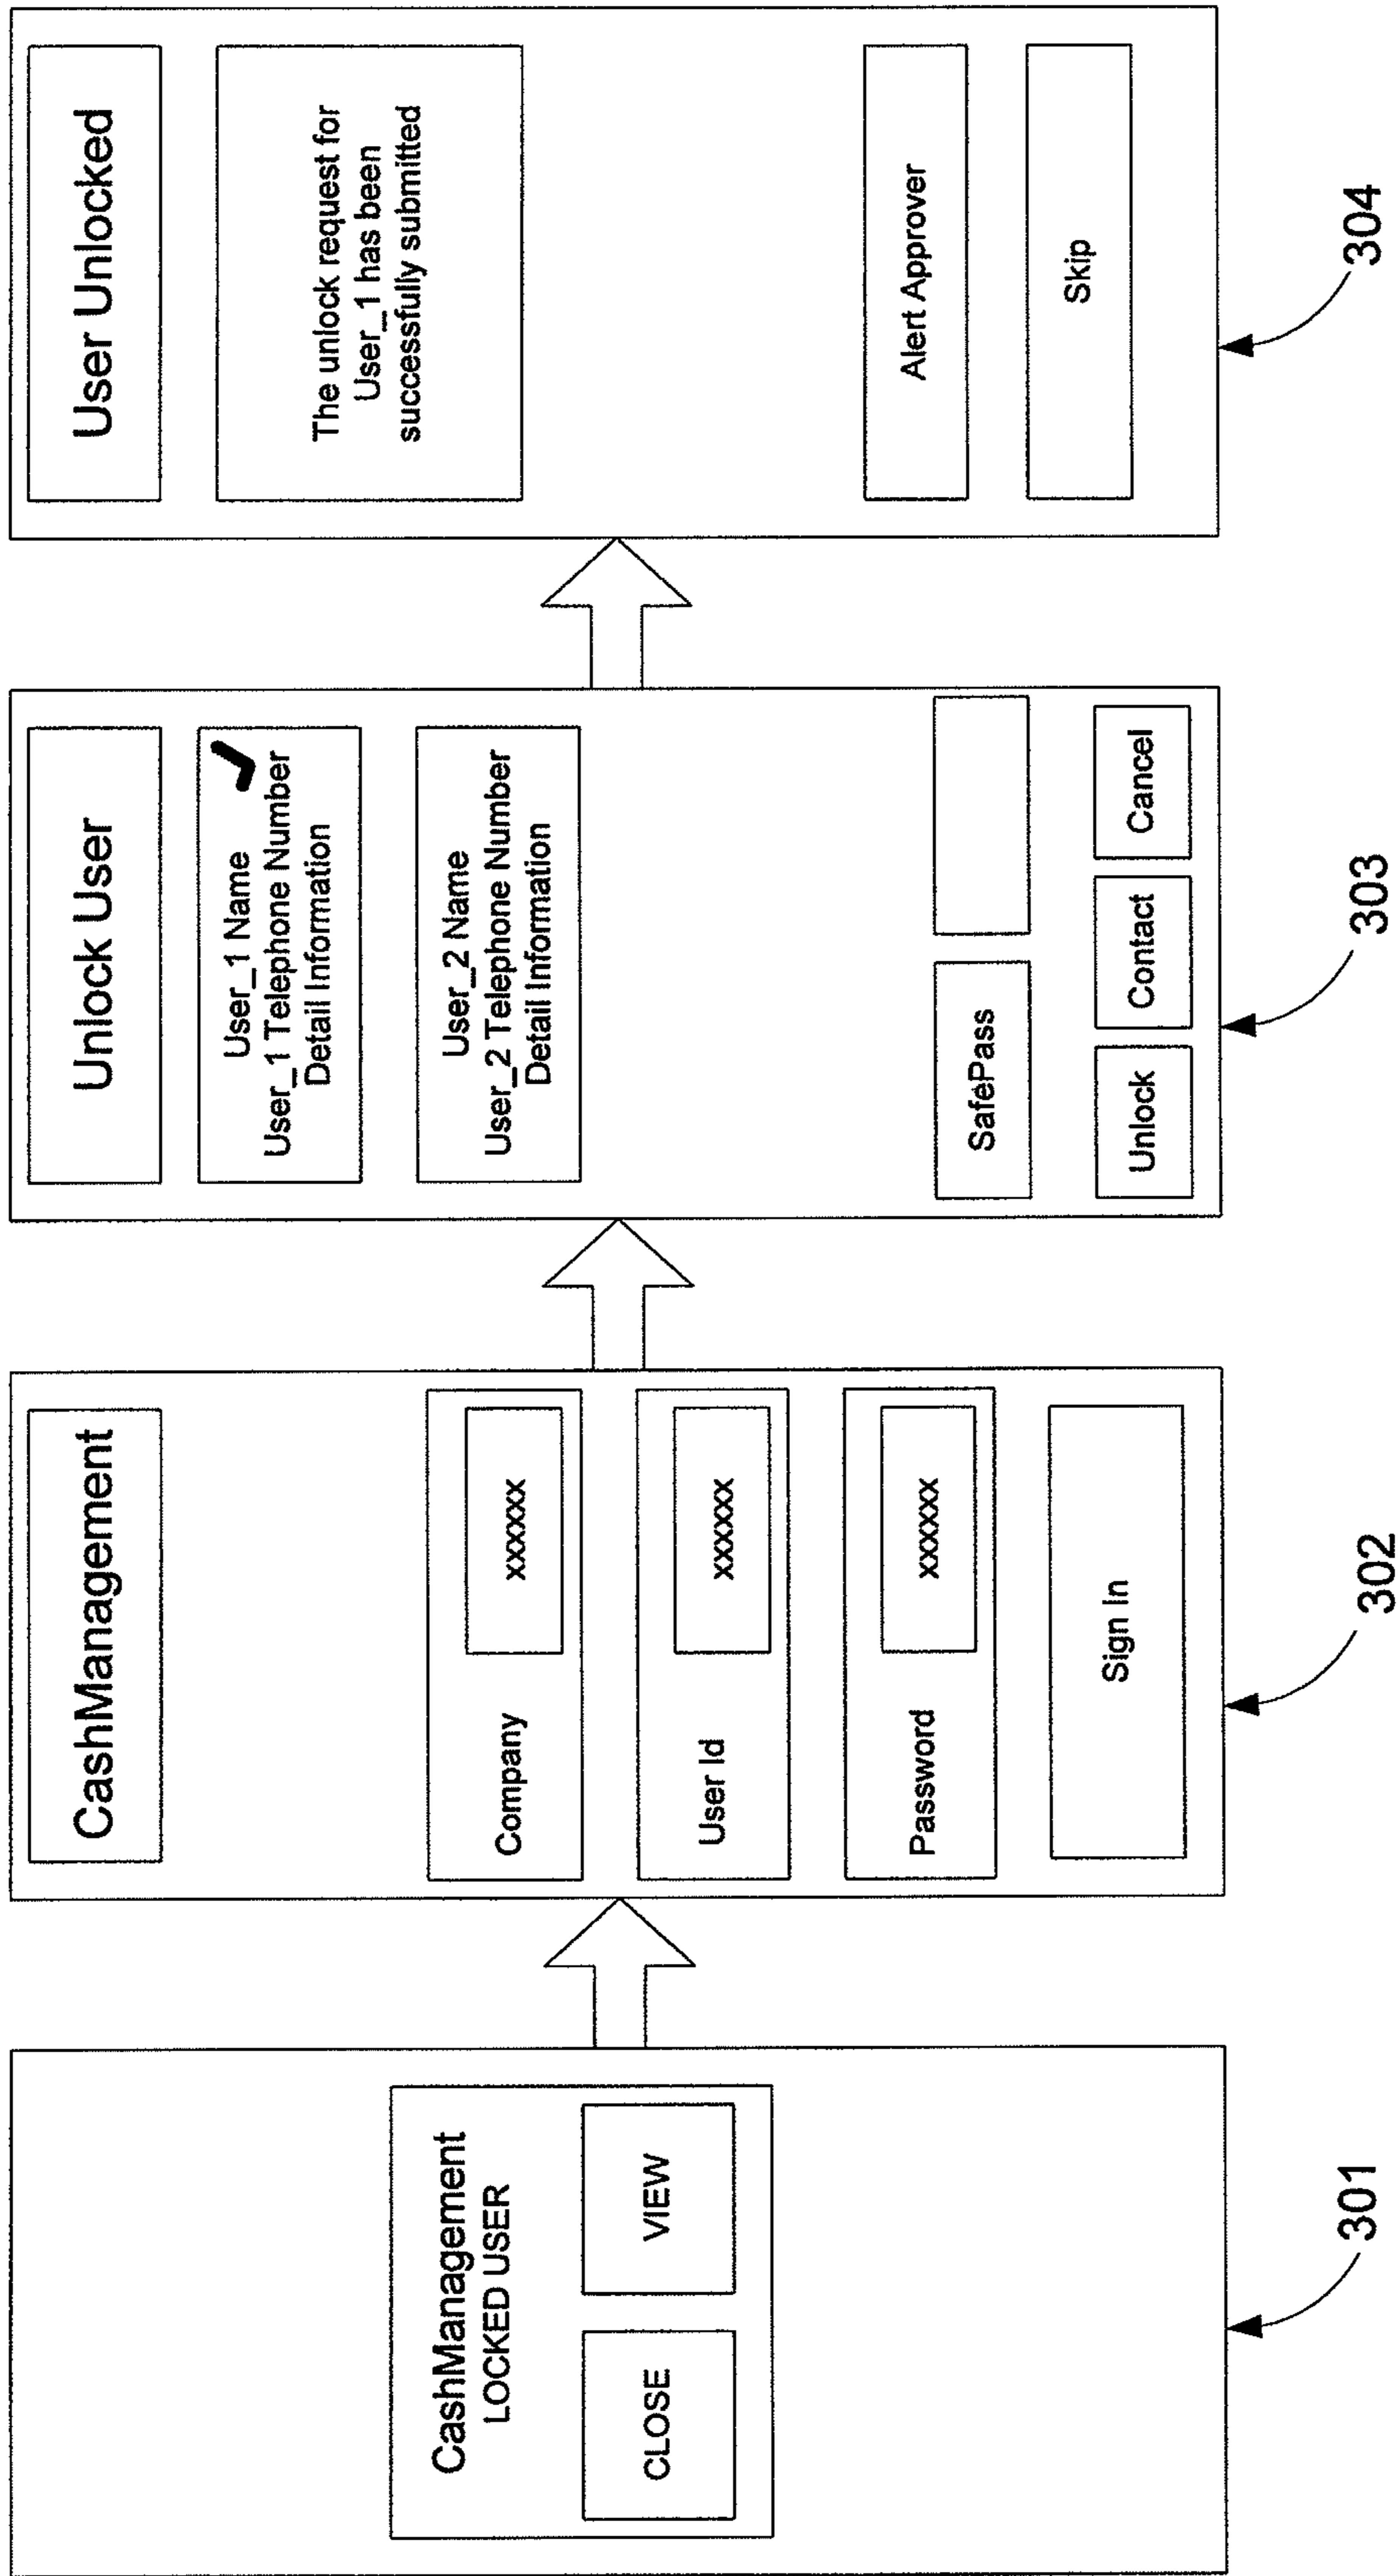 CashManagement
LOCKED USER
CLOSE
VIEW
301
CashManagement
Company
xxxxxx
User Id
xxxxxx
Password
xxxxxx
Sign In
302
Unlock User
User_1 Name
User_1 Telephone Number
Detail Information
User_2 Name
User_2 Telephone Number
Detail Information
SafePass
Unlock
Contact
Cancel
303
User Unlocked
The unlock request for
User_1 has been
successfully submitted
Alert Approver
Skip
304